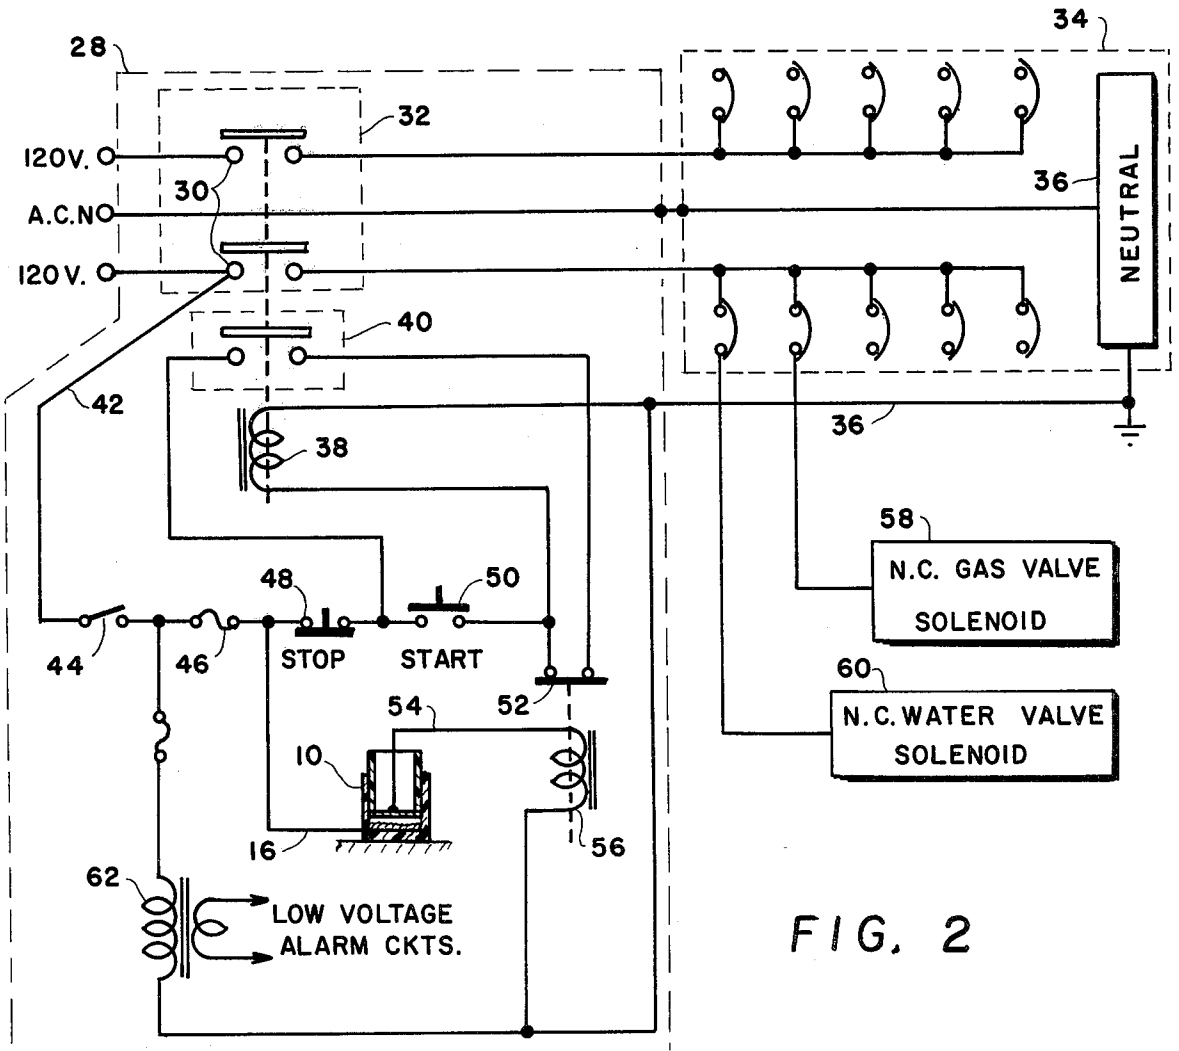 34
28
32
120V.
30
36
A.C.N
NEUTRAL
120V.
40
42
36
38
58
N.C. GAS VALVE
SOLENOID
48
50
44
46
STOP
START
60
52
54
N.C. WATER VALVE
SOLENOID
10
16
56
62
LOW VOLTAGE
ALARM CKTS.
FIG. 2